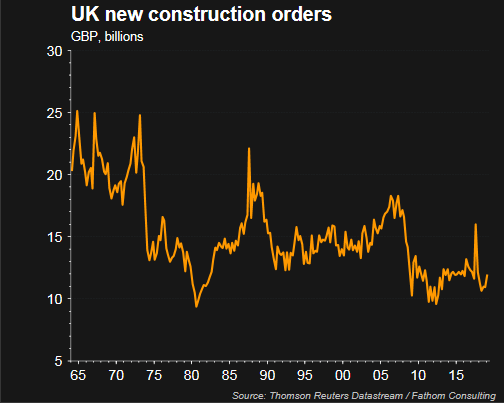 UK new construction orders
GBP, billions
30
25
20
15
10
5
65 70 75 80 85 90 95 00 05 10 15
Source: Thomson Reuters Datastream / Fathom Consulting